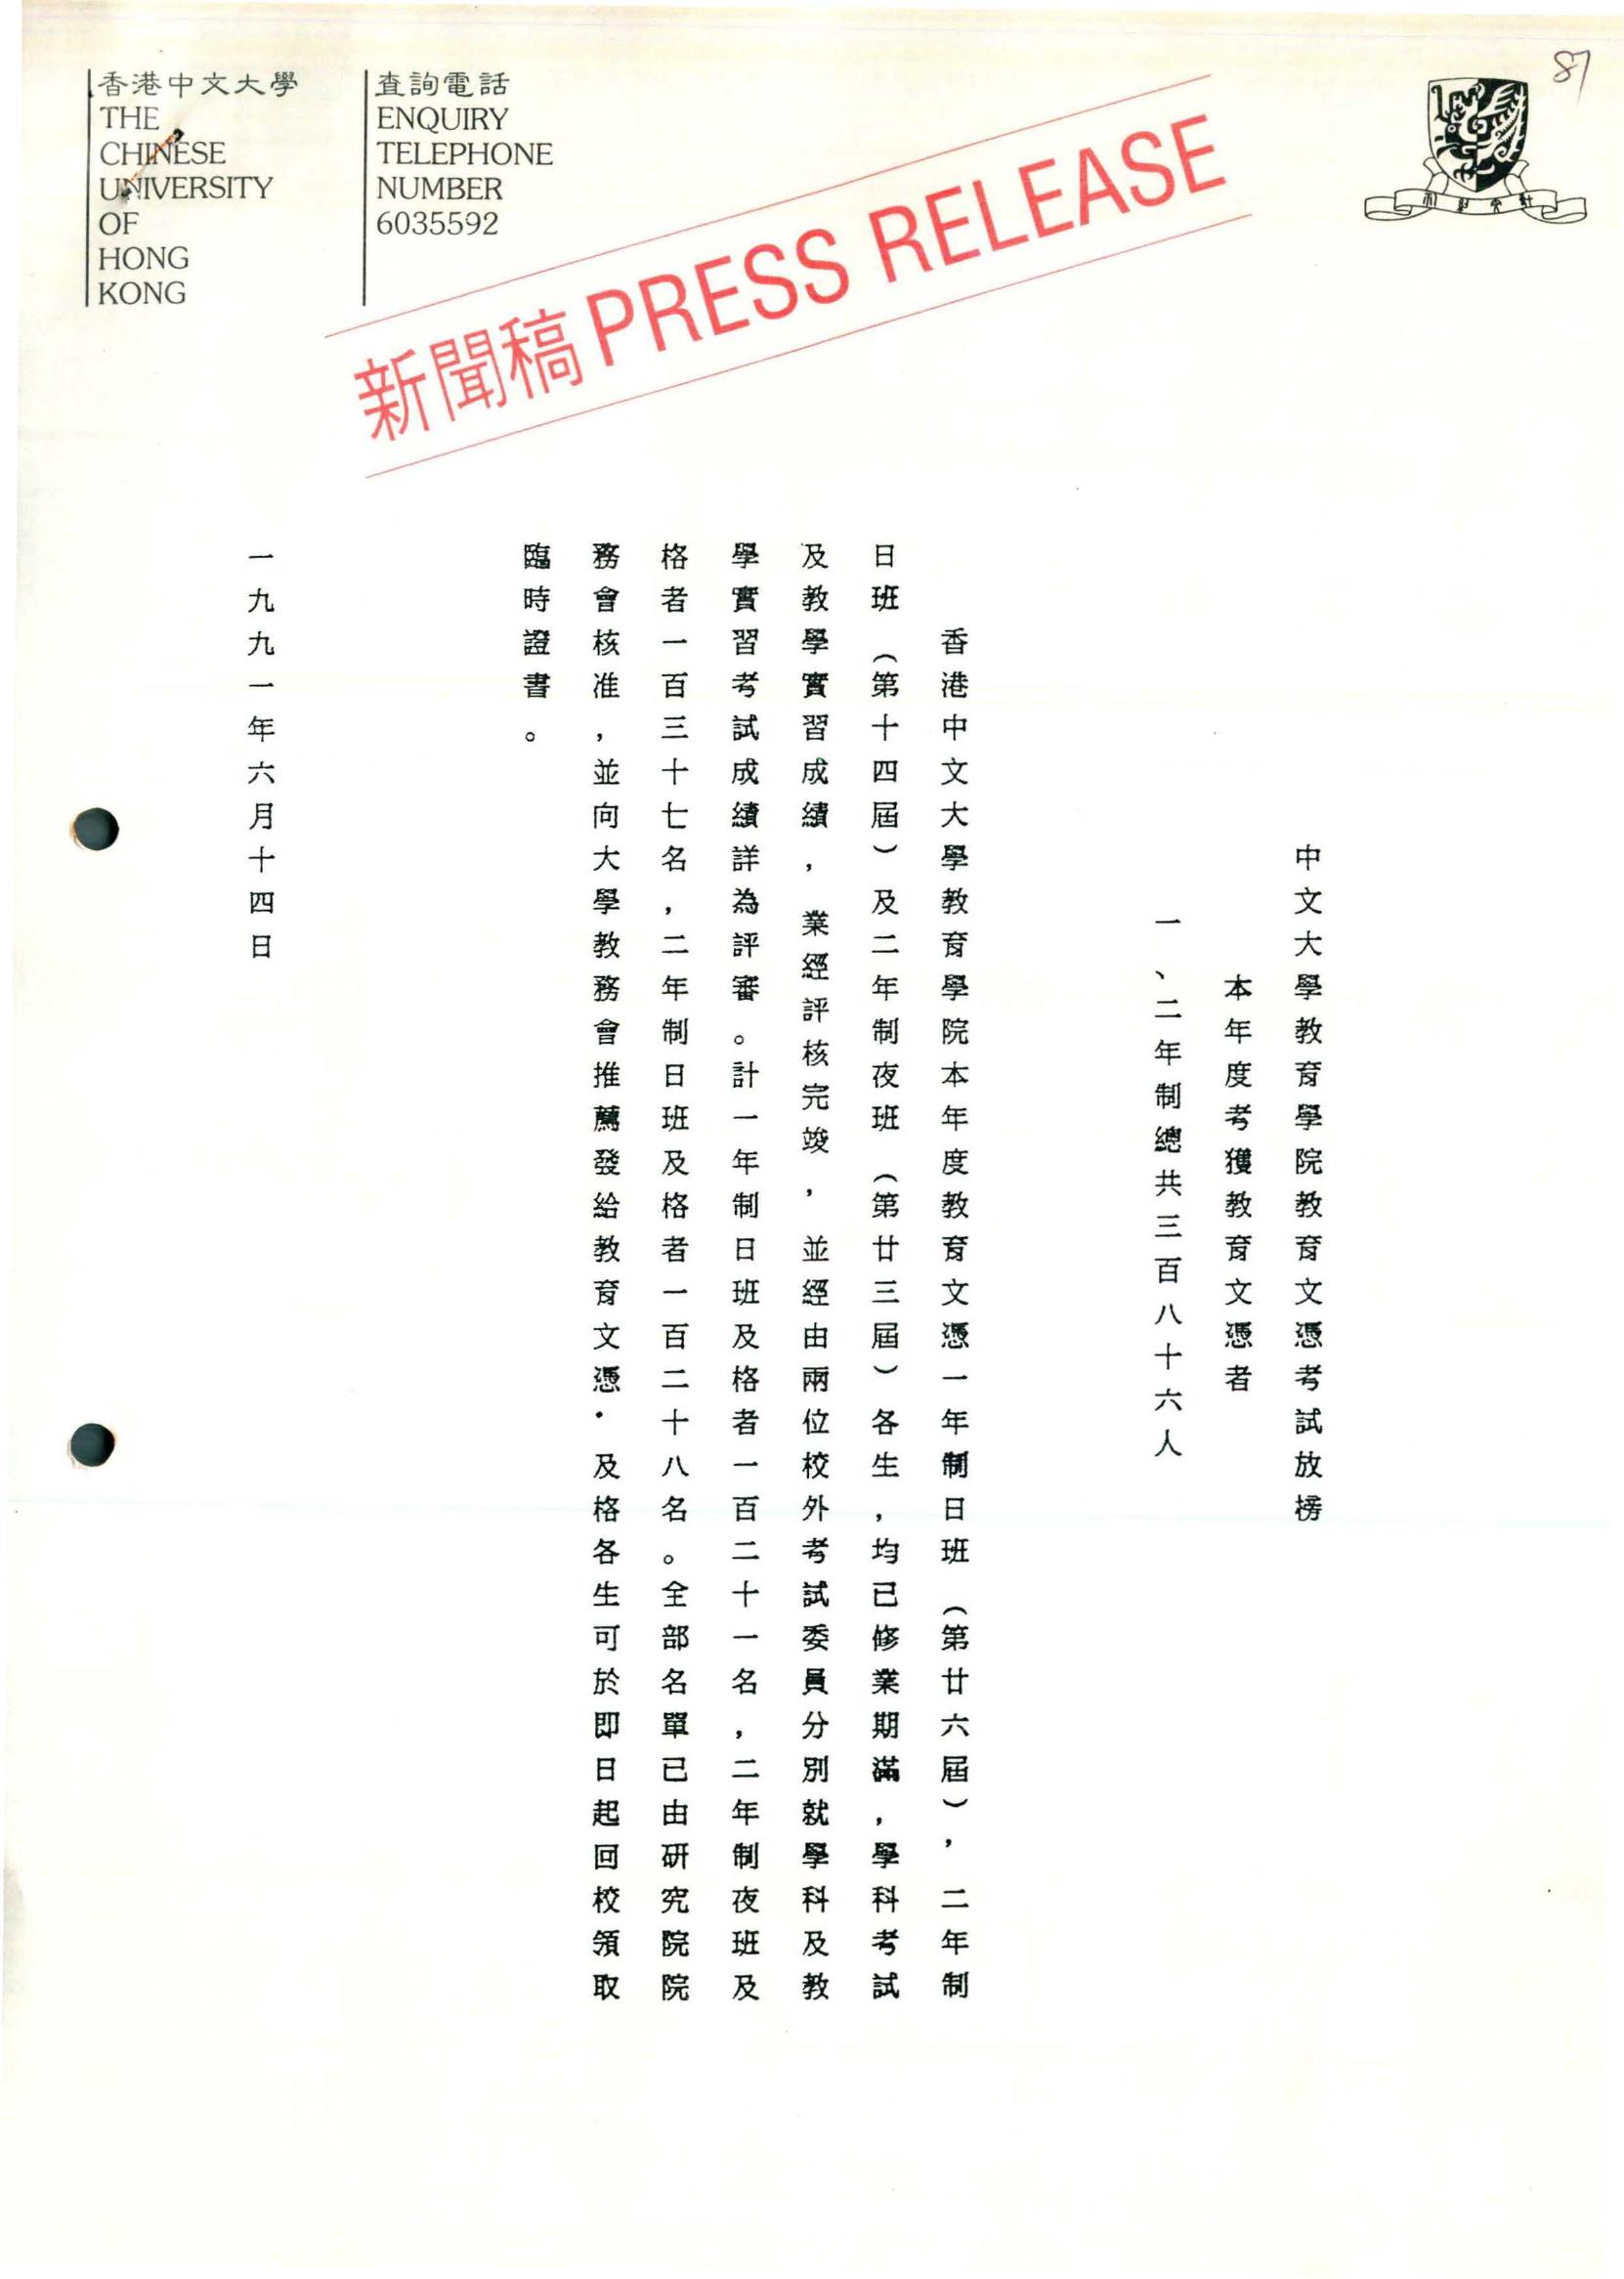 87
香港中文大學
THE
CHINESE
UNIVERSITY
OF
HONG
KONG
查詢電話
ENQUIRY
TELEPHONE
NUMBER
6035592
新聞稿 PRESS RELEASE
中文大學教育學院教育文憑考試放榜
本年度考獲教育文憑者
一、二年制總共三百八十六人
香港中文大學教育學院本年度教育文憑一年制日班（第廿六屆），二年制
日班（第十四屆）及二年制夜班（第廿三屆）各生，均已修業期滿，學科考試
及教學實習成績，業經評核完竣，並經由兩位校外考試委員分別就學科及教
學實習考試成績詳為評審。計一年制日班及格者一百二十一名，二年制夜班及
格者一百三十七名，二年制日班及格者一百二十八名。全部名單已由研究院院
務會核准，並向大學教務會推薦發給教育文憑．及格各生可於即日起回校領取
臨時證書。
一九九一年六月十四日